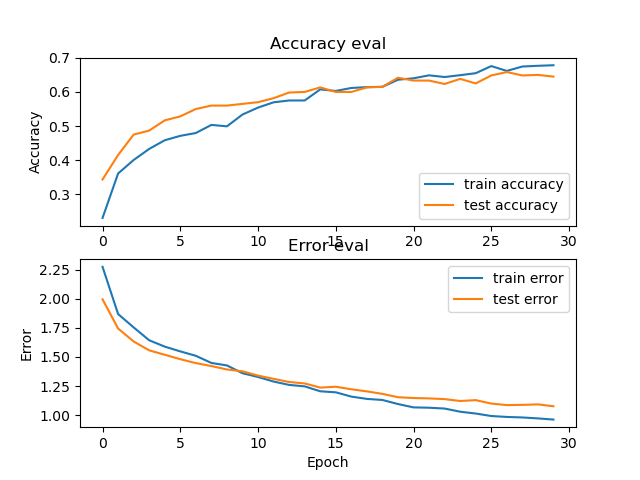 Accuracy eval
0.7
0.6
0.5
0.4
0.3
Accuracy
train accuracy
test accuracy
0 5 10 15 20 25 30
Error eval
2.25
2.00
1.75
1.50
1.25
1.00
Error
train error
test error
0 5 10 15 20 25 30
Epoch